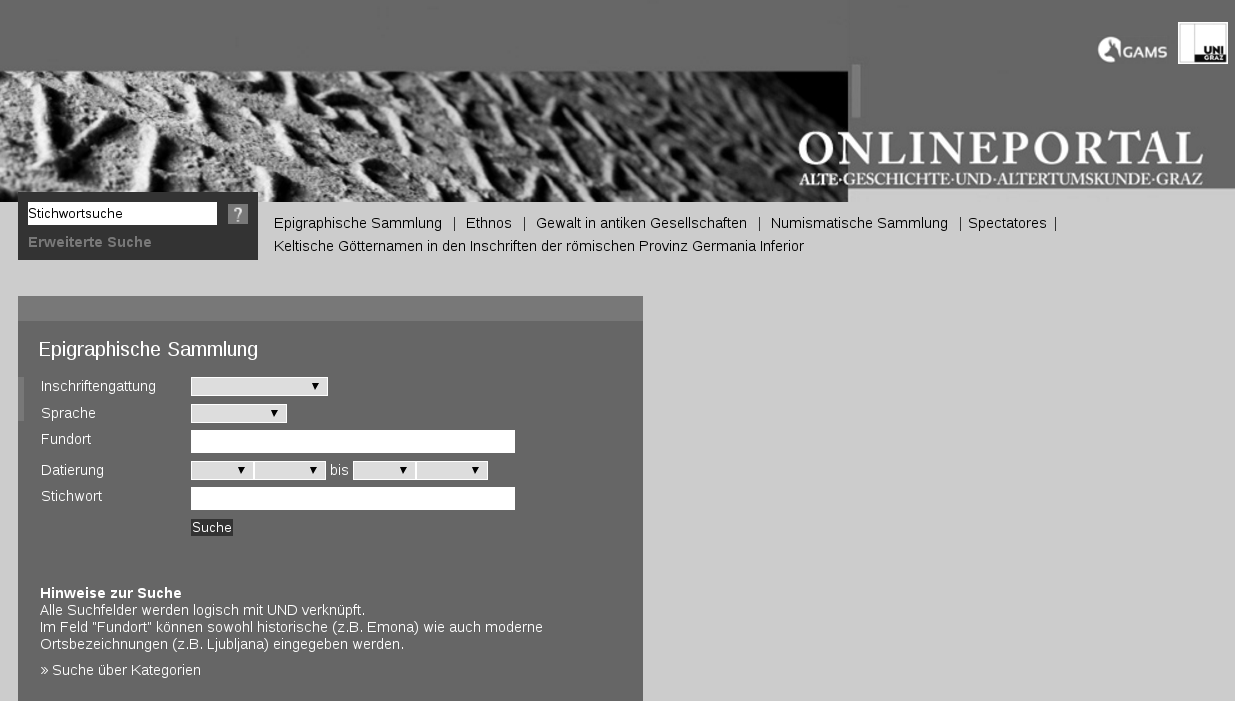 GAMS
UNI
GRAZ
ONLINEPORTAL
ALTE·GESCHICHTE·UND·ALTERTUMSKUNDE·GRAZ
Stichwortsuche ?
Erweiterte Suche
Epigraphische Sammlung | Ethnos | Gewalt in antiken Gesellschaften | Numismatische Sammlung | Spectatores |
Keltische Götternamen in den Inschriften der römischen Provinz Germania Inferior
Epigraphische Sammlung
Inschriftengattung
Sprache
Fundort
Datierung bis
Stichwort
Suche
Hinweise zur Suche
Alle Suchfelder werden logisch mit UND verknüpft.
Im Feld "Fundort" können sowohl historische (z.B. Emona) wie auch moderne
Ortsbezeichnungen (z.B. Ljubljana) eingegeben werden.
» Suche über Kategorien